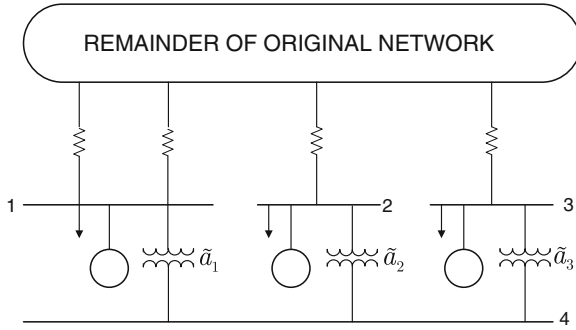 REMAINDER OF ORIGINAL NETWORK
1
2
3
ã₁
ã₂
ã₃
4